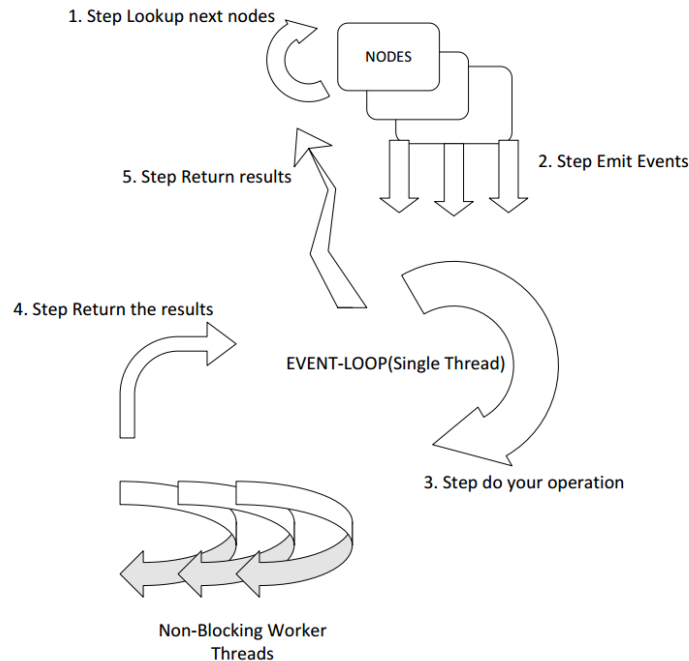 1. Step Lookup next nodes
NODES
2. Step Emit Events
5. Step Return results
4. Step Return the results
EVENT-LOOP(Single Thread)
3. Step do your operation
Non-Blocking Worker
Threads